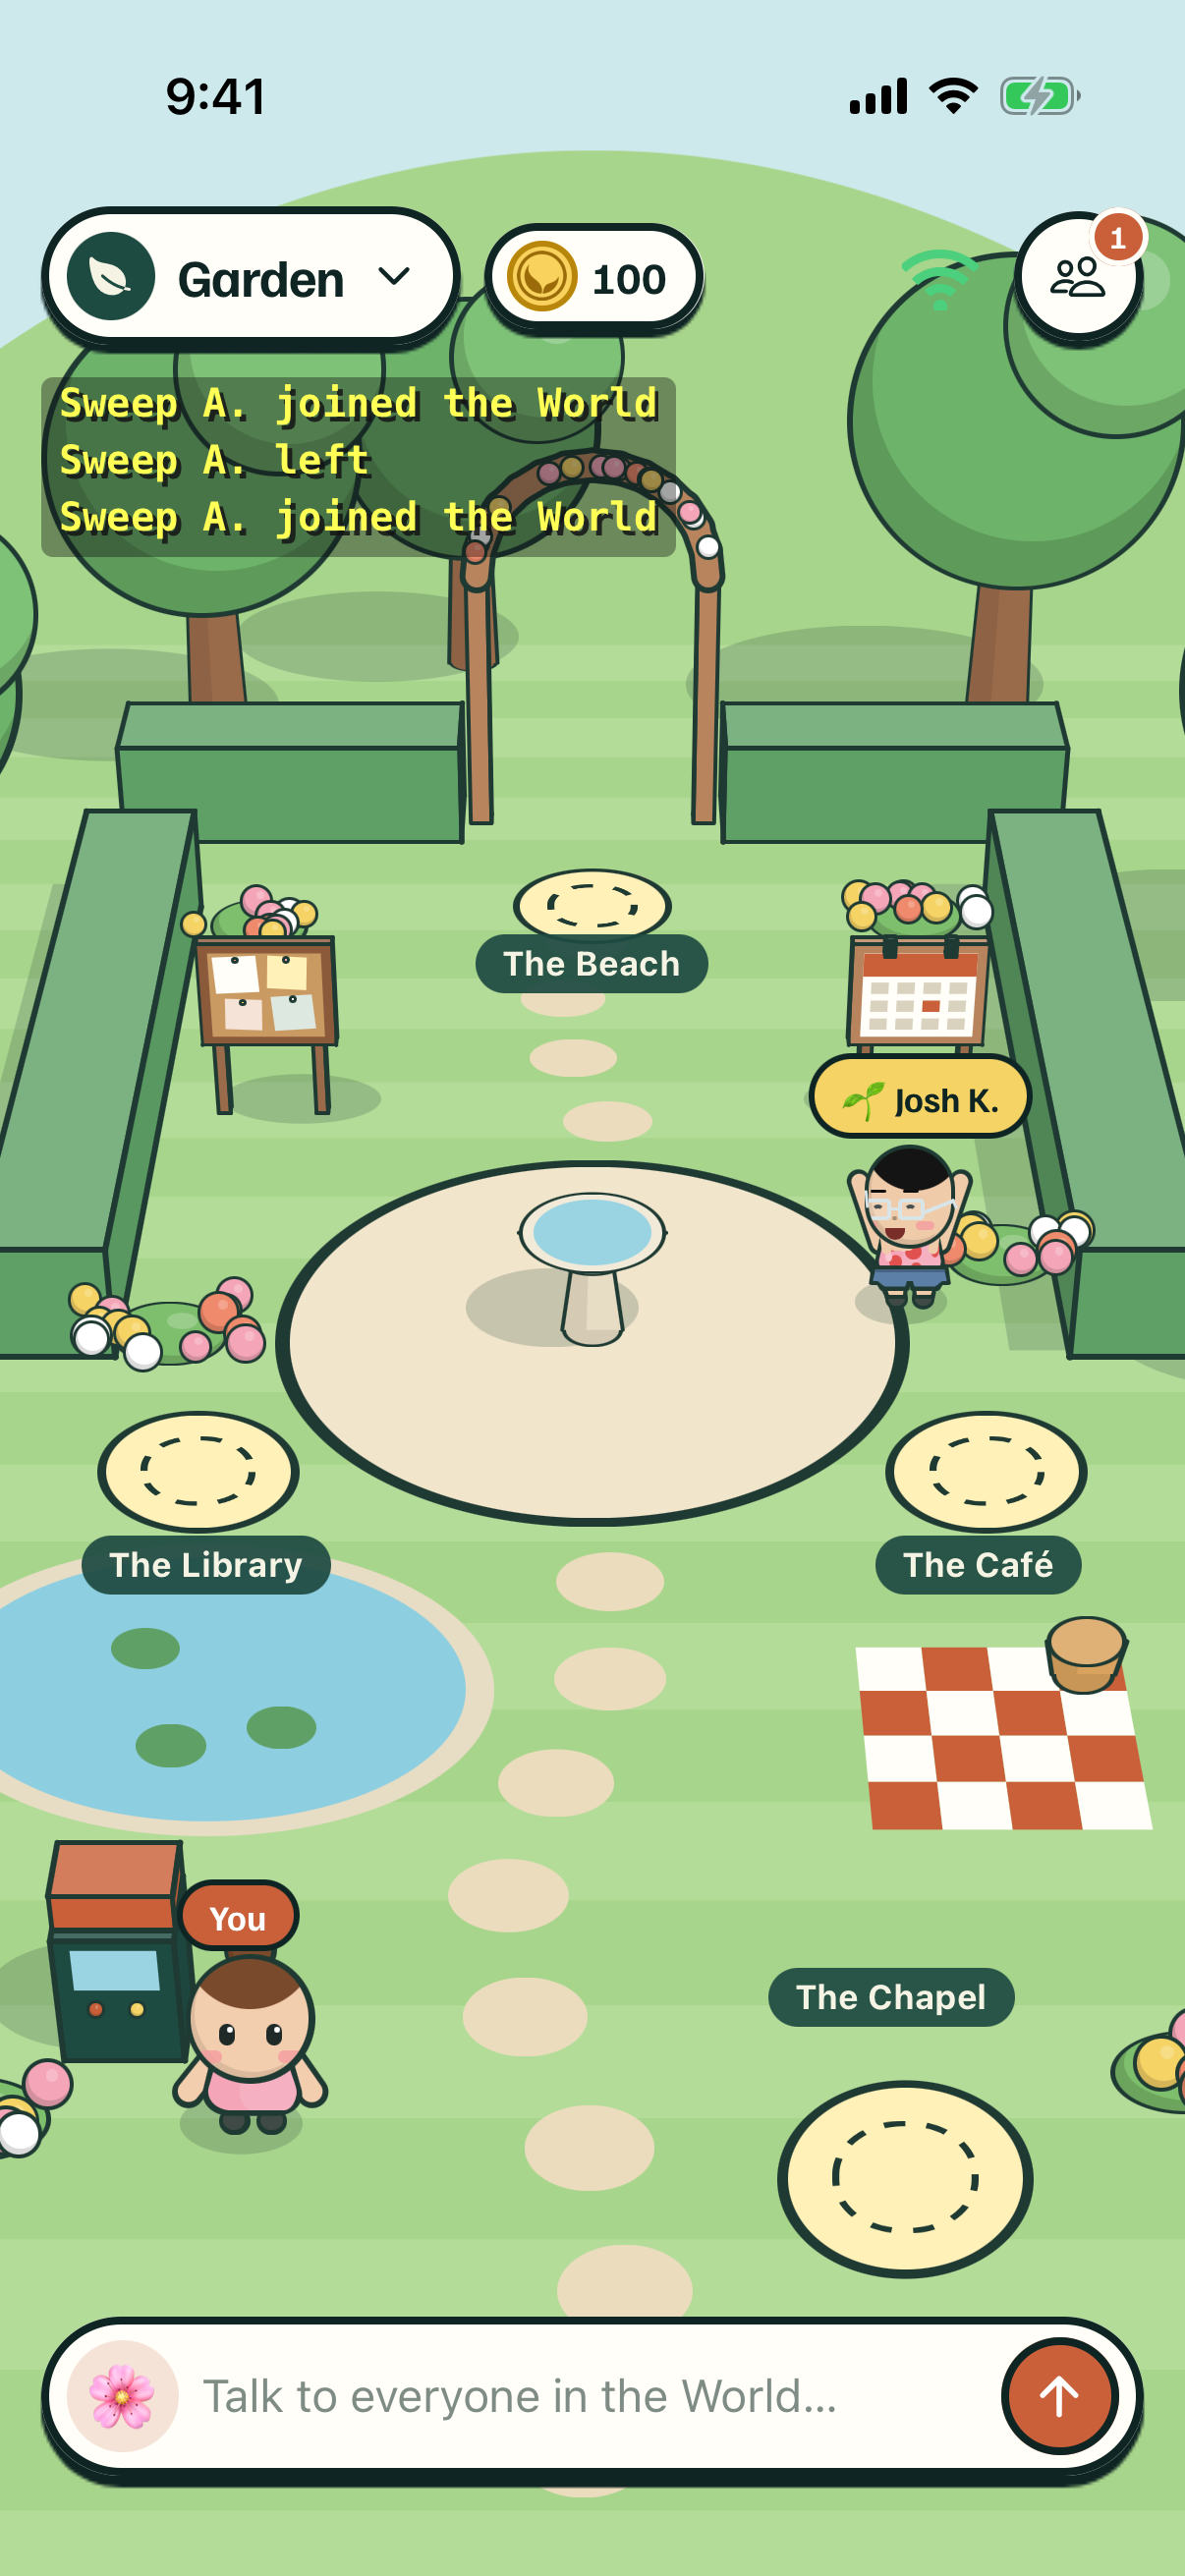 9:41
Garden
100
1
Sweep A. joined the World
Sweep A. left
Sweep A. joined the World
The Beach
🌱 Josh K.
The Library
The Café
You
The Chapel
Talk to everyone in the World...